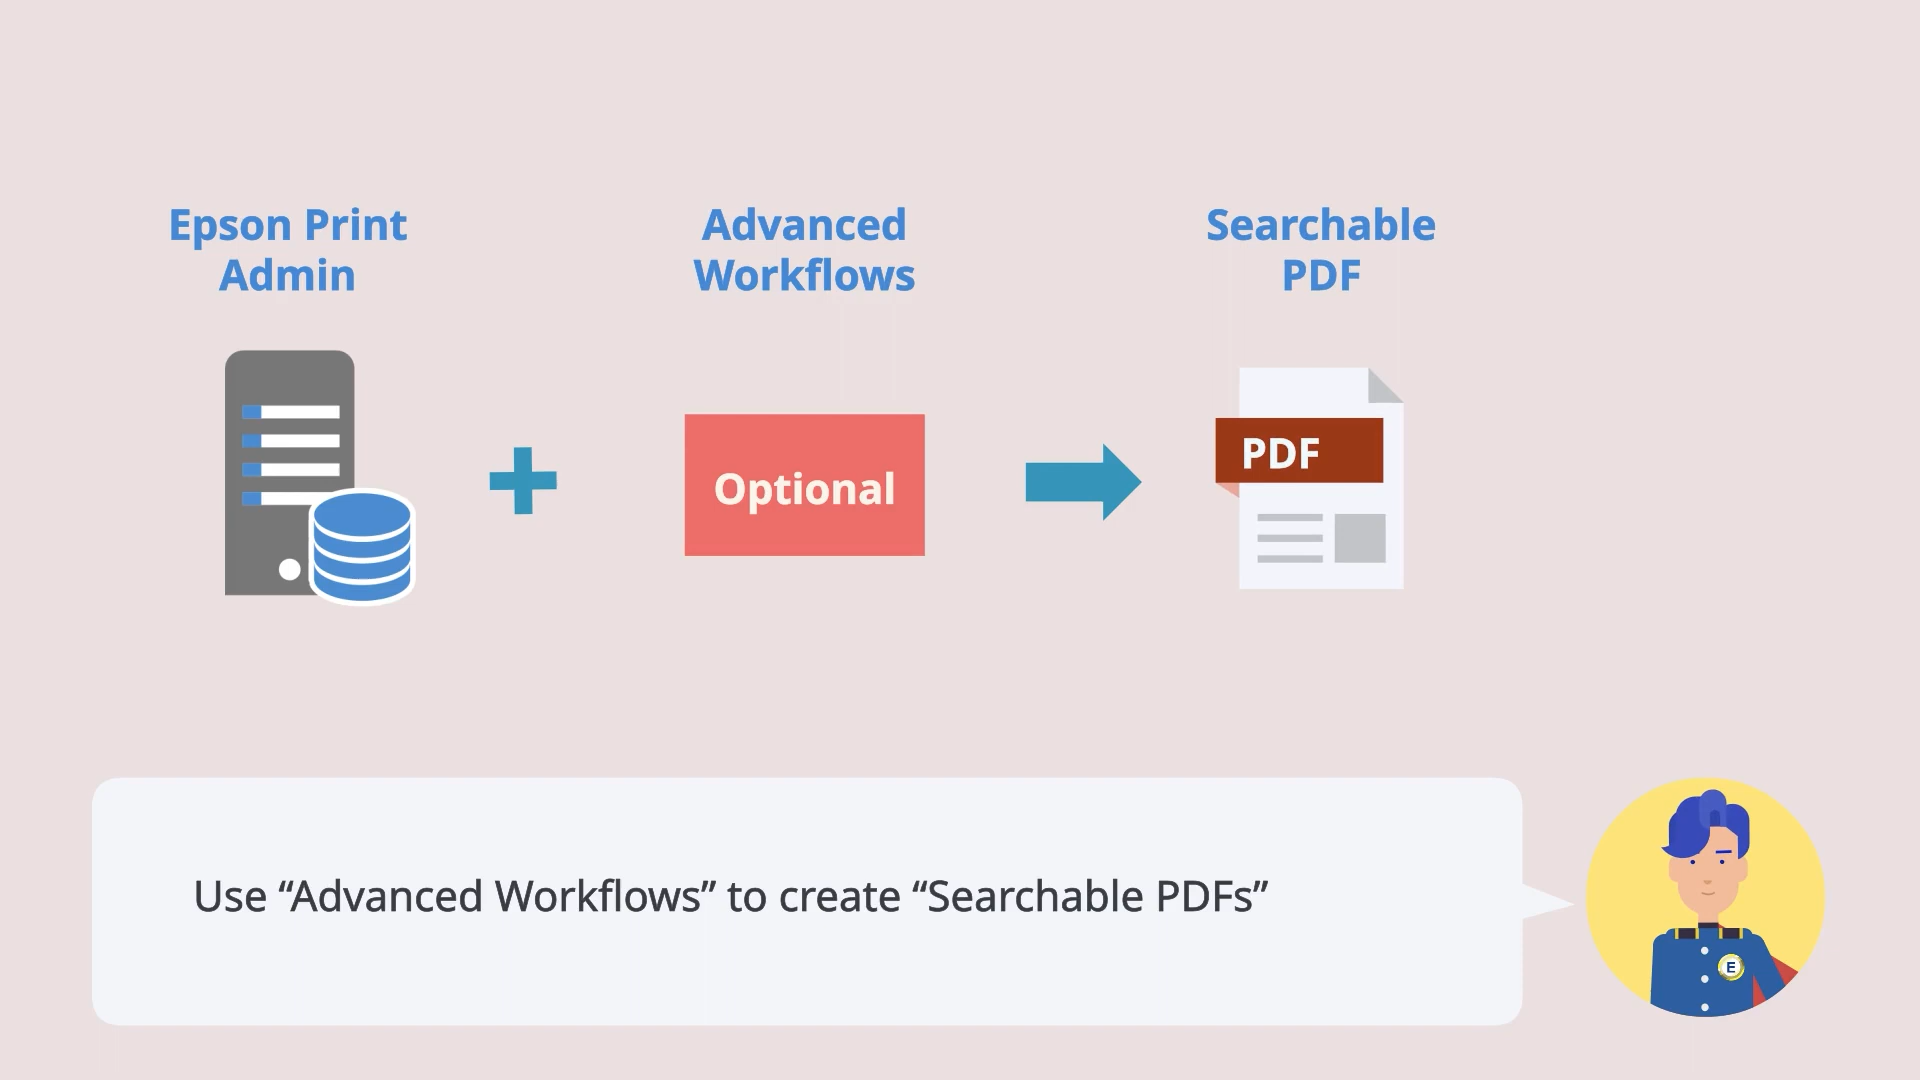 Epson Print
Admin
Advanced
Workflows
Searchable
PDF
Optional
PDF
Use “Advanced Workflows” to create “Searchable PDFs”
E